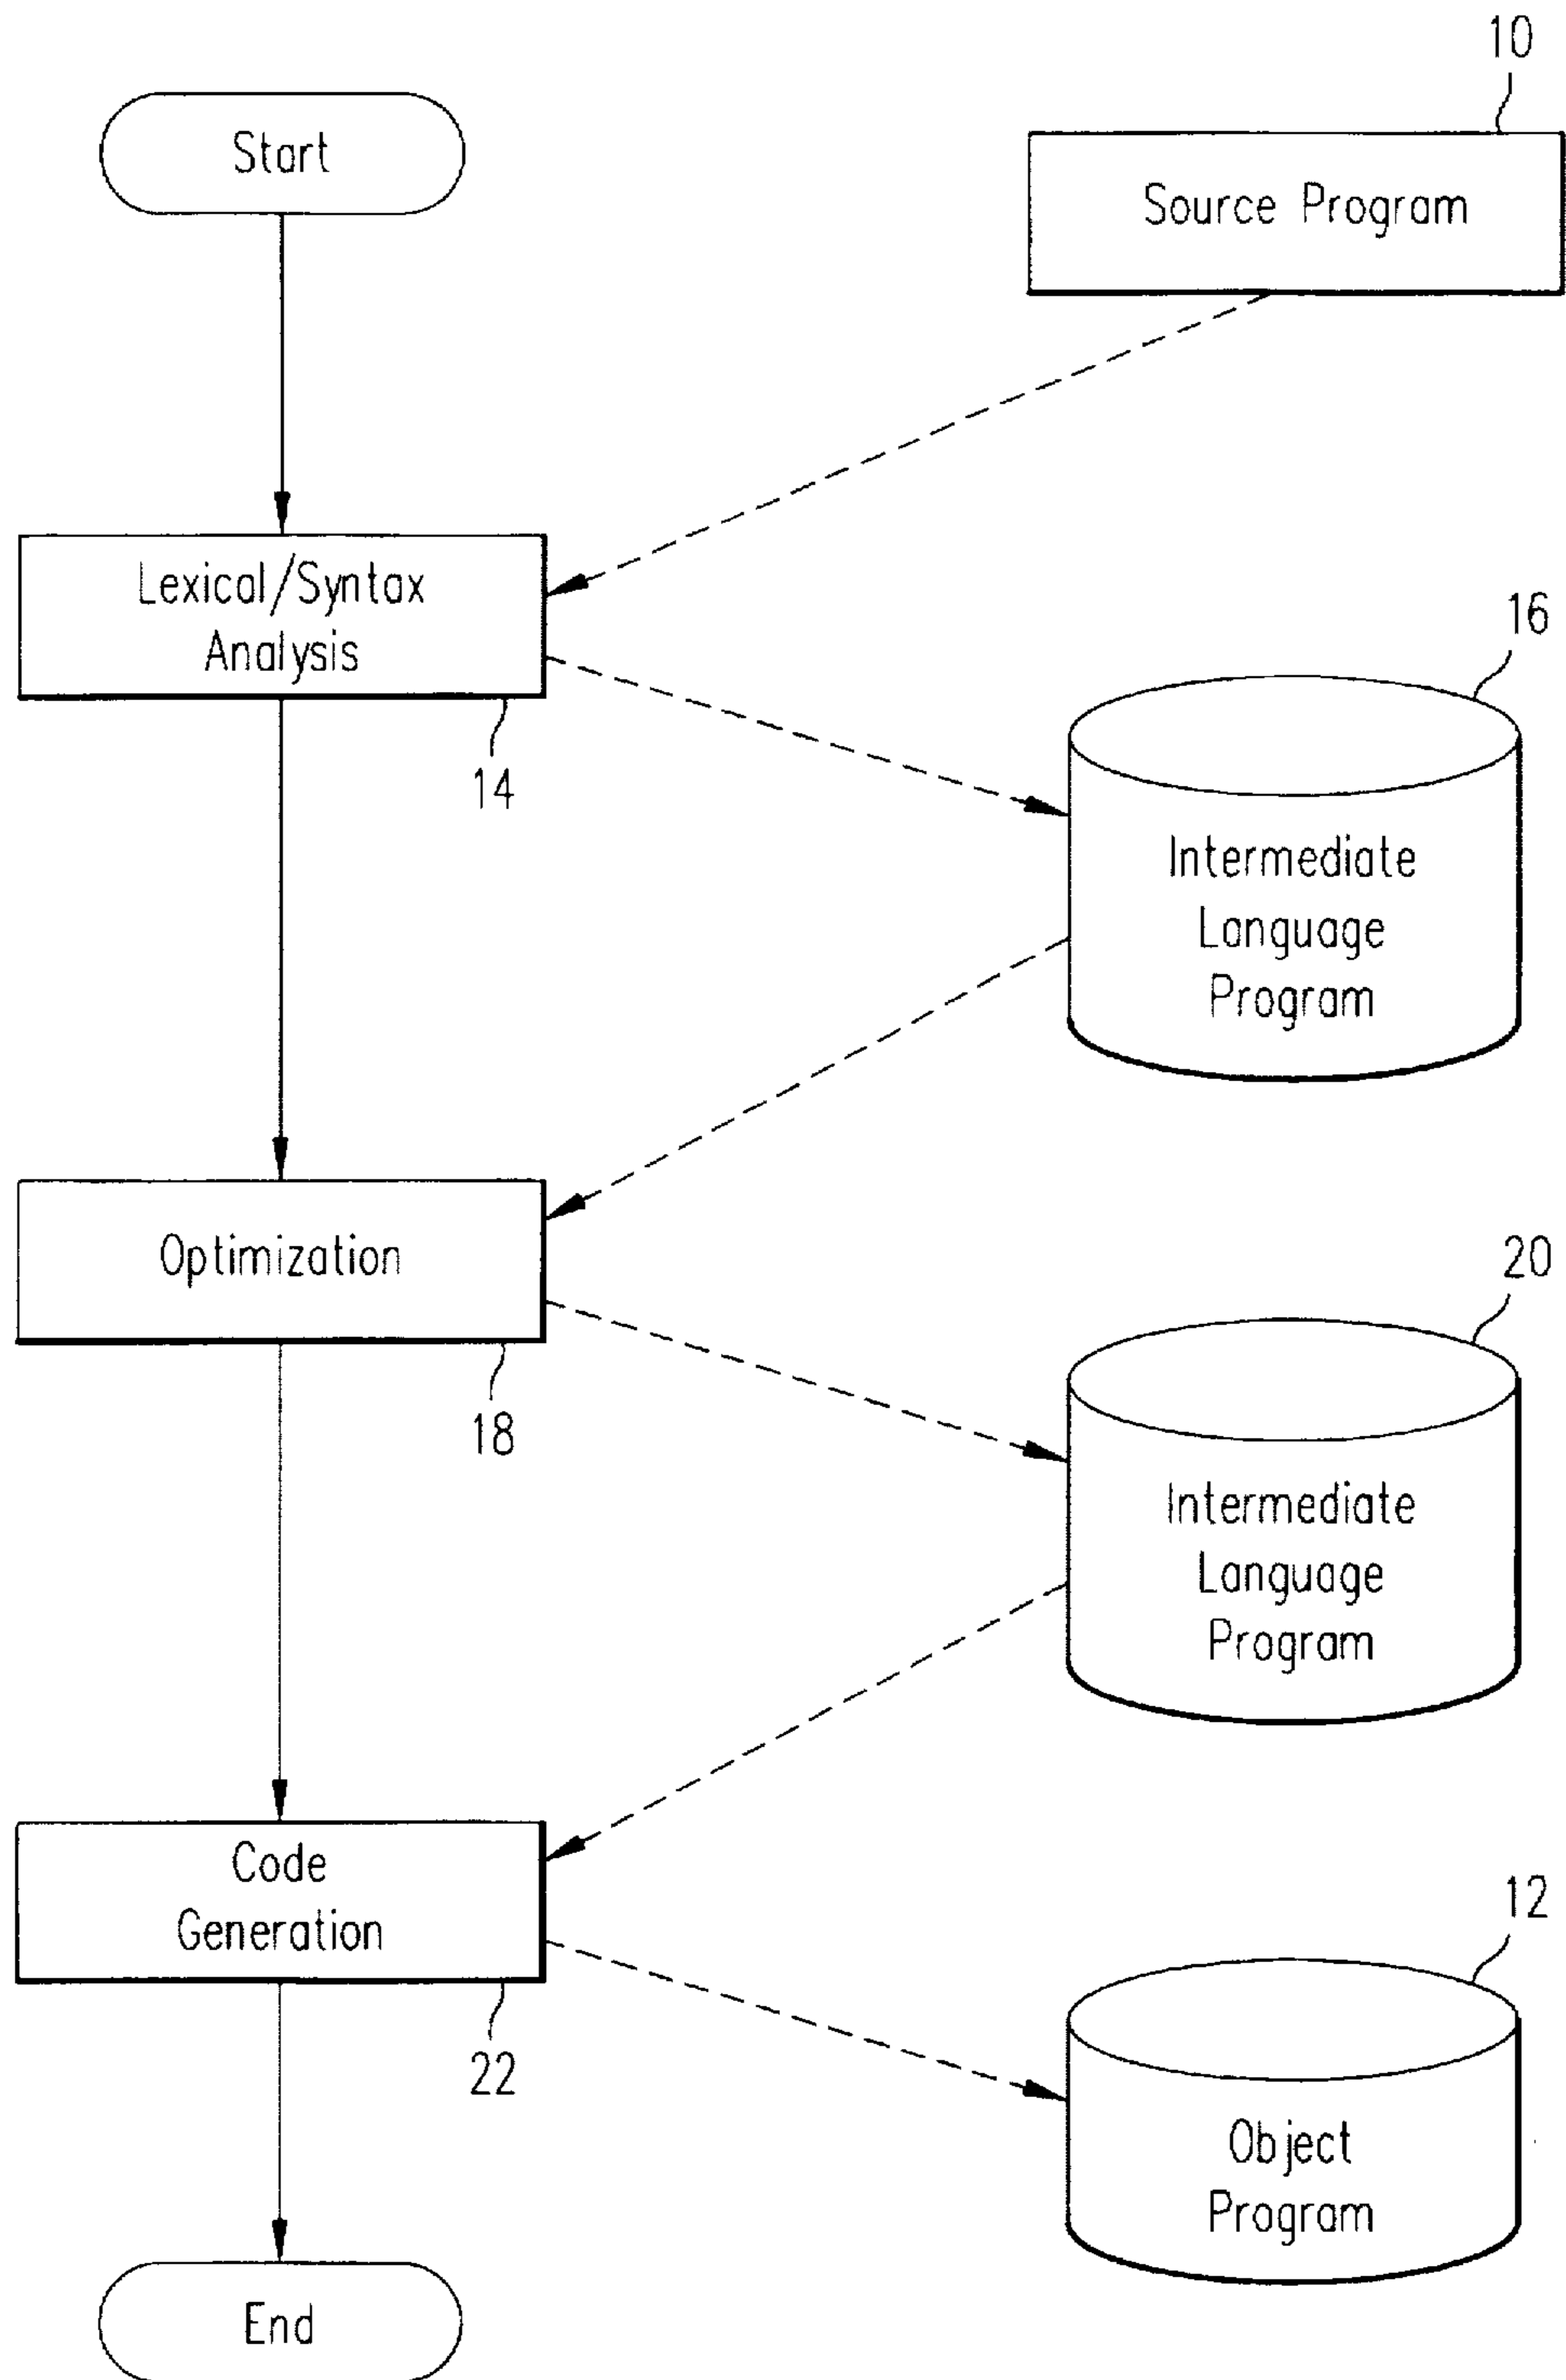 10
Start
Source Program
Lexical/Syntax
Analysis
14
16
Intermediate
Language
Program
Optimization
18
20
Intermediate
Language
Program
Code
Generation
22
12
Object
Program
End